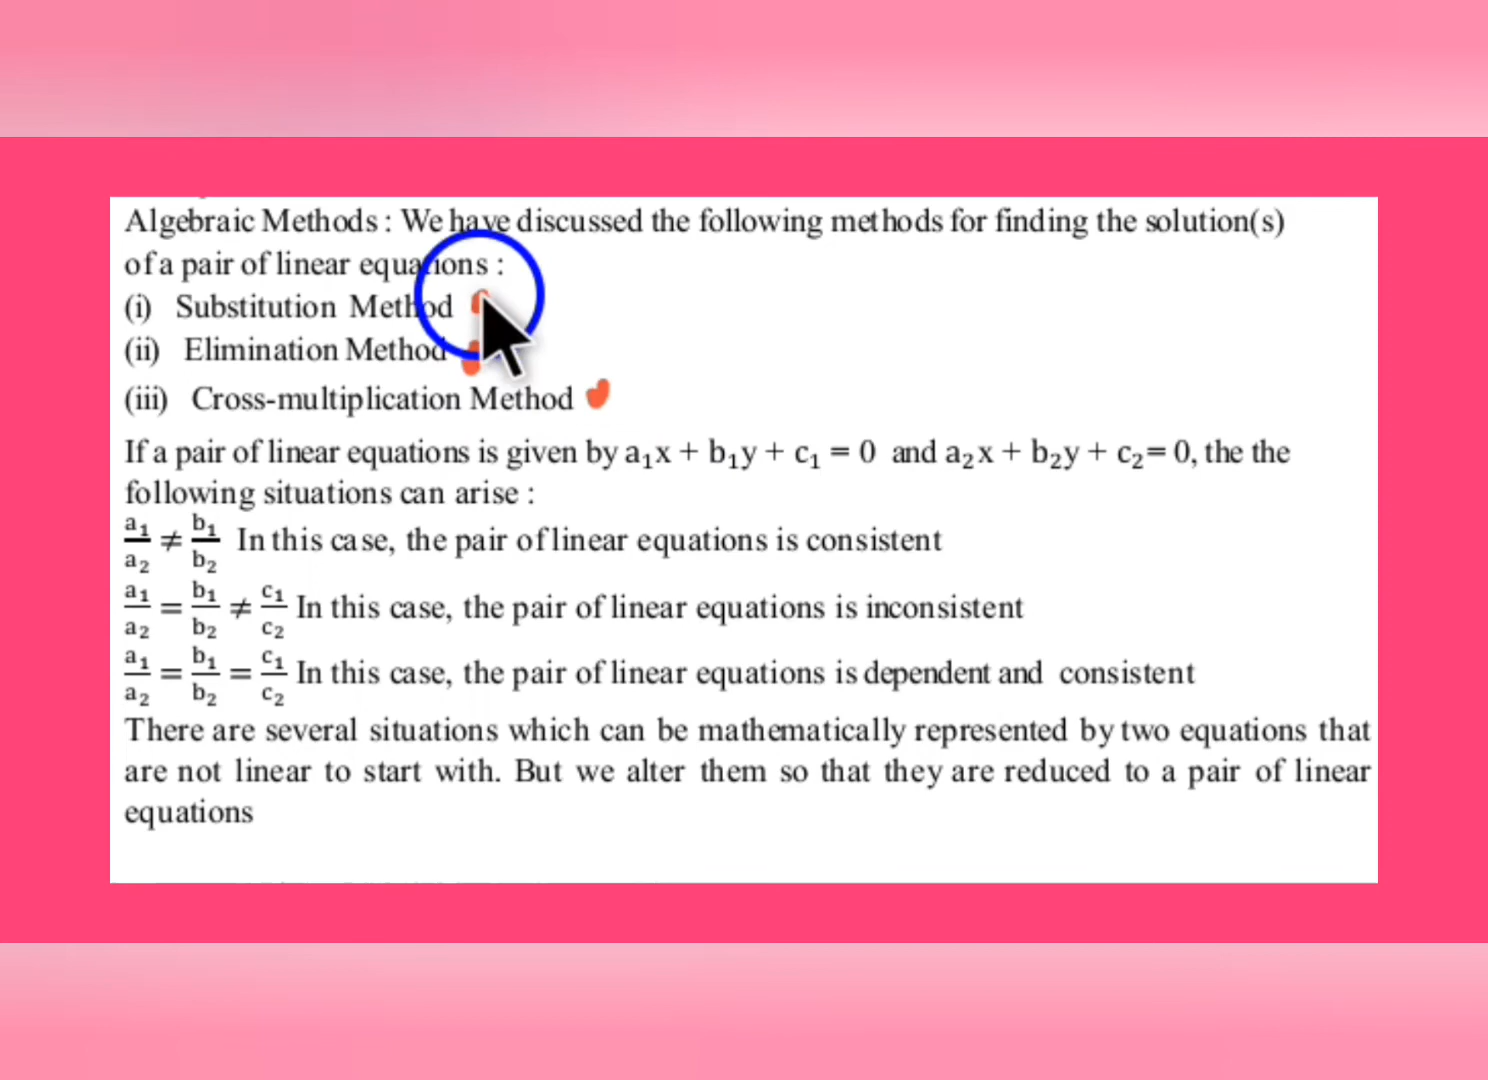 Algebraic Methods : We have discussed the following methods for finding the solution(s)
of a pair of linear equations :
(i) Substitution Method
(ii) Elimination Method
(iii) Cross-multiplication Method
If a pair of linear equations is given by a₁x + b₁y + c₁ = 0 and a₂x + b₂y + c₂= 0, the the
following situations can arise :
a₁/a₂ ≠ b₁/b₂ In this case, the pair of linear equations is consistent
a₁/a₂ = b₁/b₂ ≠ c₁/c₂ In this case, the pair of linear equations is inconsistent
a₁/a₂ = b₁/b₂ = c₁/c₂ In this case, the pair of linear equations is dependent and consistent
There are several situations which can be mathematically represented by two equations that
are not linear to start with. But we alter them so that they are reduced to a pair of linear
equations